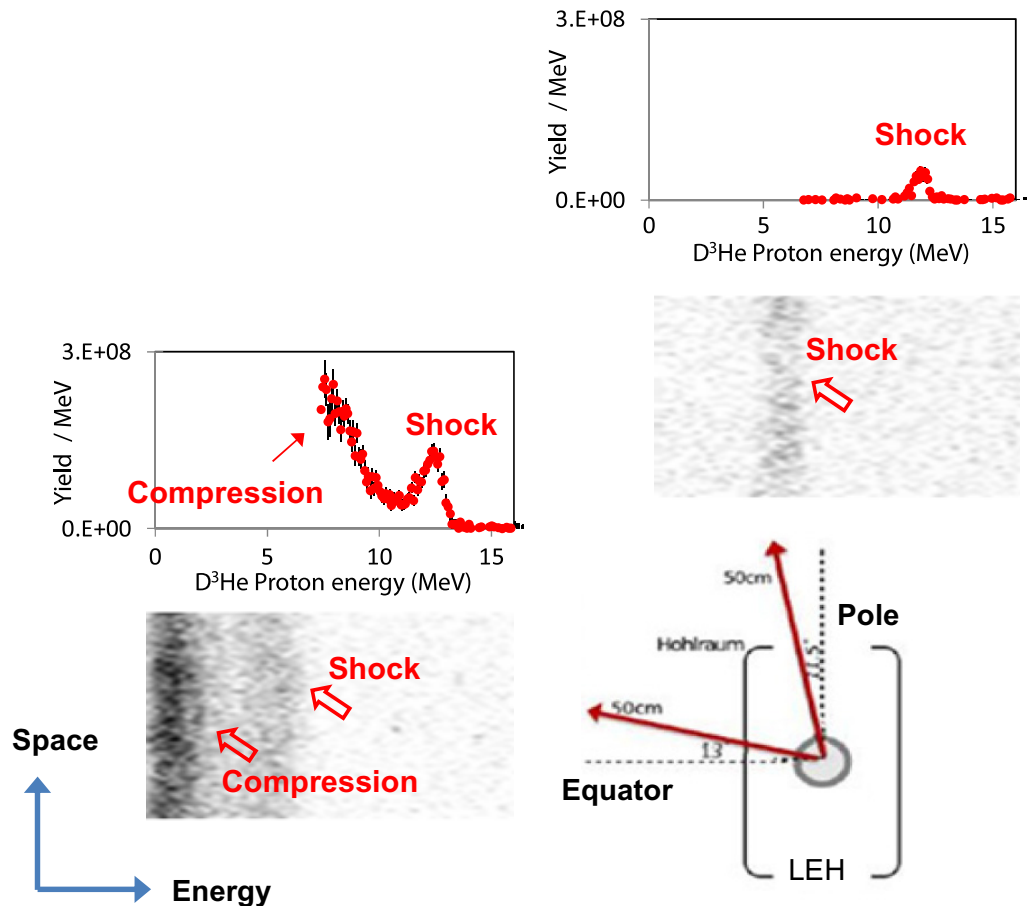 3.E+08
Yield / MeV
Shock
0.E+00
0
5
10
15
D³He Proton energy (MeV)
Shock
3.E+08
Yield / MeV
Shock
Compression
0.E+00
0
5
10
15
D³He Proton energy (MeV)
Shock
Compression
Space
Energy
50cm
Pole
Hohlraum
11.5°
50cm
13°
Equator
LEH